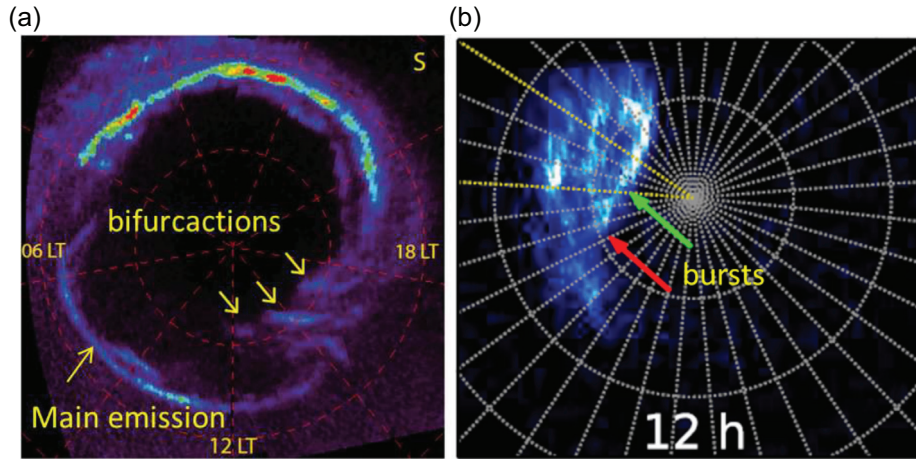 (a)
(b)
S
bifurcactions
06 LT
18 LT
bursts
Main emission
12 LT
12 h